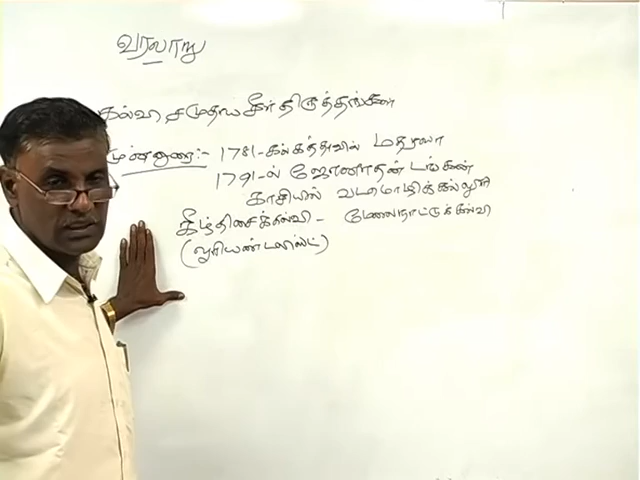 வரலாறு
கல்வி சமுதாய சீர்திருத்தங்கள்
முன்னுரை:- 1781-கல்கத்தாவில் மதரஸா
1791-ல் ஜோனாதன் டங்கன்
காசியில் வடமொழிக்கல்லூரி
கீழ்திசைக்கல்வி - மேலைநாட்டுக்கல்வி
(ஓரியண்டலிஸ்ட்)